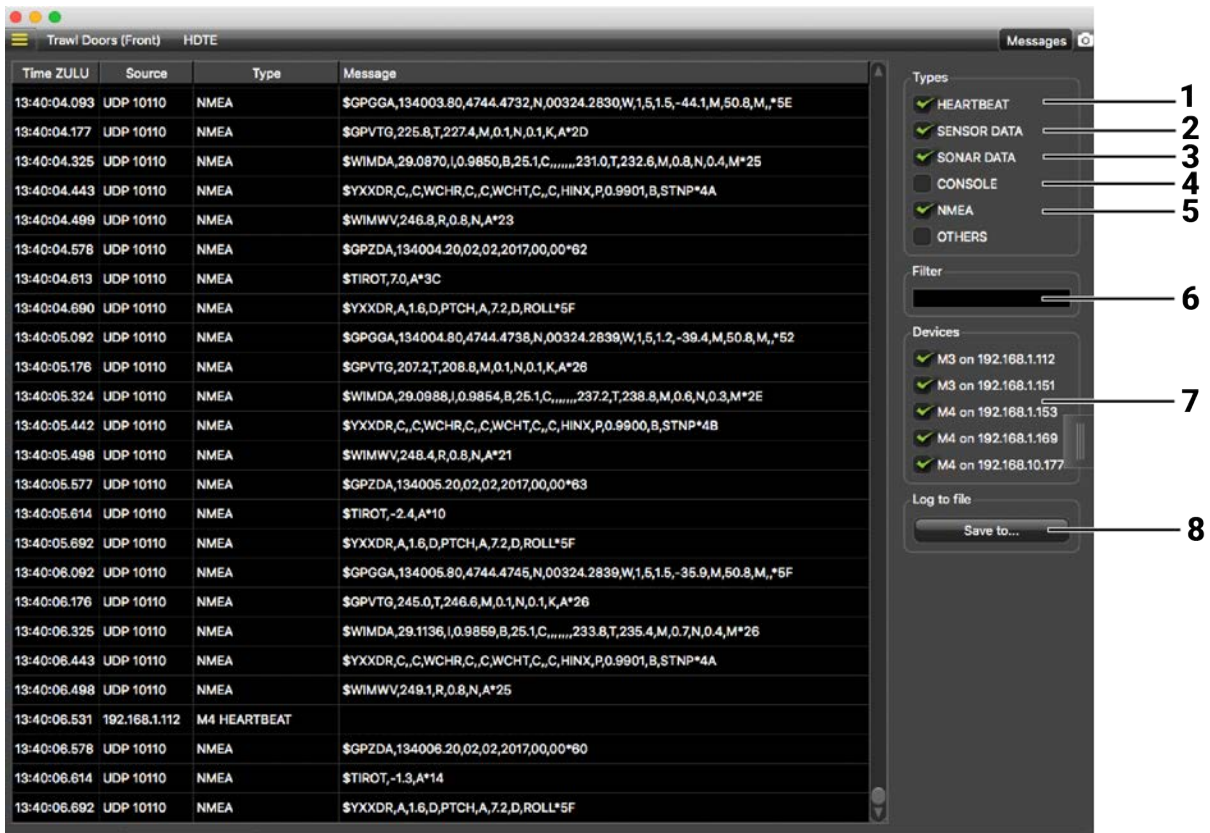 Trawl Doors (Front) HDTE Messages
Time ZULU Source Type Message
13:40:04.093 UDP 10110 NMEA $GPGGA,134003.80,4744.4732,N,00324.2830,W,1,5,1.5,-44.1,M,50.8,M,,*5E
13:40:04.177 UDP 10110 NMEA $GPVTG,225.8,T,227.4,M,0.1,N,0.1,K,A*2D
13:40:04.325 UDP 10110 NMEA $WIMDA,29.0870,I,0.9850,B,25.1,C,,,,,,,231.0,T,232.6,M,0.8,N,0.4,M*25
13:40:04.443 UDP 10110 NMEA $YXXDR,C,,C,WCHR,C,,C,WCHT,C,,C,HINX,P,0.9901,B,STNP*4A
13:40:04.499 UDP 10110 NMEA $WIMWV,246.8,R,0.8,N,A*23
13:40:04.578 UDP 10110 NMEA $GPZDA,134004.20,02,02,2017,00,00*62
13:40:04.613 UDP 10110 NMEA $TIROT,7.0,A*3C
13:40:04.690 UDP 10110 NMEA $YXXDR,A,1.6,D,PTCH,A,7.2,D,ROLL*5F
13:40:05.092 UDP 10110 NMEA $GPGGA,134004.80,4744.4738,N,00324.2839,W,1,5,1.2,-39.4,M,50.8,M,,*52
13:40:05.176 UDP 10110 NMEA $GPVTG,207.2,T,208.8,M,0.1,N,0.1,K,A*26
13:40:05.324 UDP 10110 NMEA $WIMDA,29.0988,I,0.9854,B,25.1,C,,,,,,,237.2,T,238.8,M,0.6,N,0.3,M*2E
13:40:05.442 UDP 10110 NMEA $YXXDR,C,,C,WCHR,C,,C,WCHT,C,,C,HINX,P,0.9900,B,STNP*4B
13:40:05.498 UDP 10110 NMEA $WIMWV,248.4,R,0.8,N,A*21
13:40:05.577 UDP 10110 NMEA $GPZDA,134005.20,02,02,2017,00,00*63
13:40:05.614 UDP 10110 NMEA $TIROT,-2.4,A*10
13:40:05.692 UDP 10110 NMEA $YXXDR,A,1.6,D,PTCH,A,7.2,D,ROLL*5F
13:40:06.092 UDP 10110 NMEA $GPGGA,134005.80,4744.4745,N,00324.2839,W,1,5,1.5,-35.9,M,50.8,M,,*5F
13:40:06.176 UDP 10110 NMEA $GPVTG,245.0,T,246.6,M,0.1,N,0.1,K,A*26
13:40:06.325 UDP 10110 NMEA $WIMDA,29.1136,I,0.9859,B,25.1,C,,,,,,,233.8,T,235.4,M,0.7,N,0.4,M*26
13:40:06.443 UDP 10110 NMEA $YXXDR,C,,C,WCHR,C,,C,WCHT,C,,C,HINX,P,0.9901,B,STNP*4A
13:40:06.498 UDP 10110 NMEA $WIMWV,249.1,R,0.8,N,A*25
13:40:06.531 192.168.1.112 M4 HEARTBEAT
13:40:06.578 UDP 10110 NMEA $GPZDA,134006.20,02,02,2017,00,00*60
13:40:06.614 UDP 10110 NMEA $TIROT,-1.3,A*14
13:40:06.692 UDP 10110 NMEA $YXXDR,A,1.6,D,PTCH,A,7.2,D,ROLL*5F
Types
HEARTBEAT 1
SENSOR DATA 2
SONAR DATA 3
CONSOLE 4
NMEA 5
OTHERS
Filter
6
Devices
M3 on 192.168.1.112
M3 on 192.168.1.151
7
M4 on 192.168.1.153
M4 on 192.168.1.169
M4 on 192.168.10.177
Log to file
Save to... 8